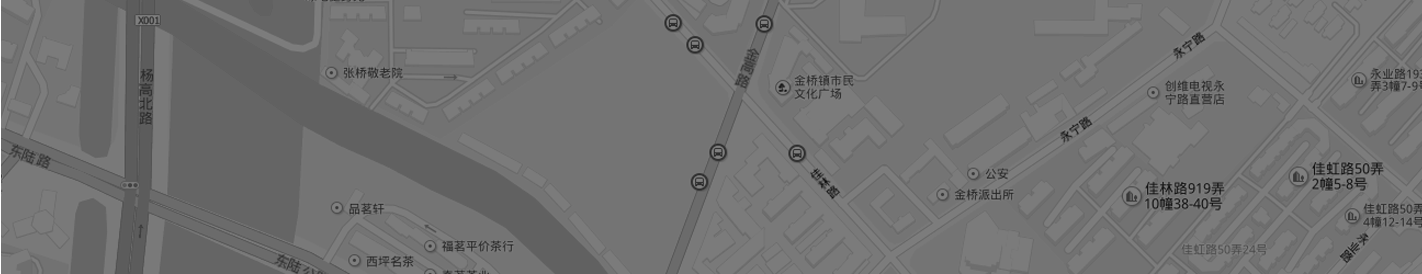 X001
杨高北路
东陆路
张桥敬老院
金桥镇市民
文化广场
永宁路
创维电视永
宁路直营店
永业路193
弄3幢7-9号
永宁路
公安
金桥派出所
佳林路
佳林路919弄
10幢38-40号
佳虹路50弄
2幢5-8号
佳虹路50弄
4幢12-14号
品茗轩
福茗平价茶行
西坪名茶
东陆公
佳虹路50弄24号
永业路